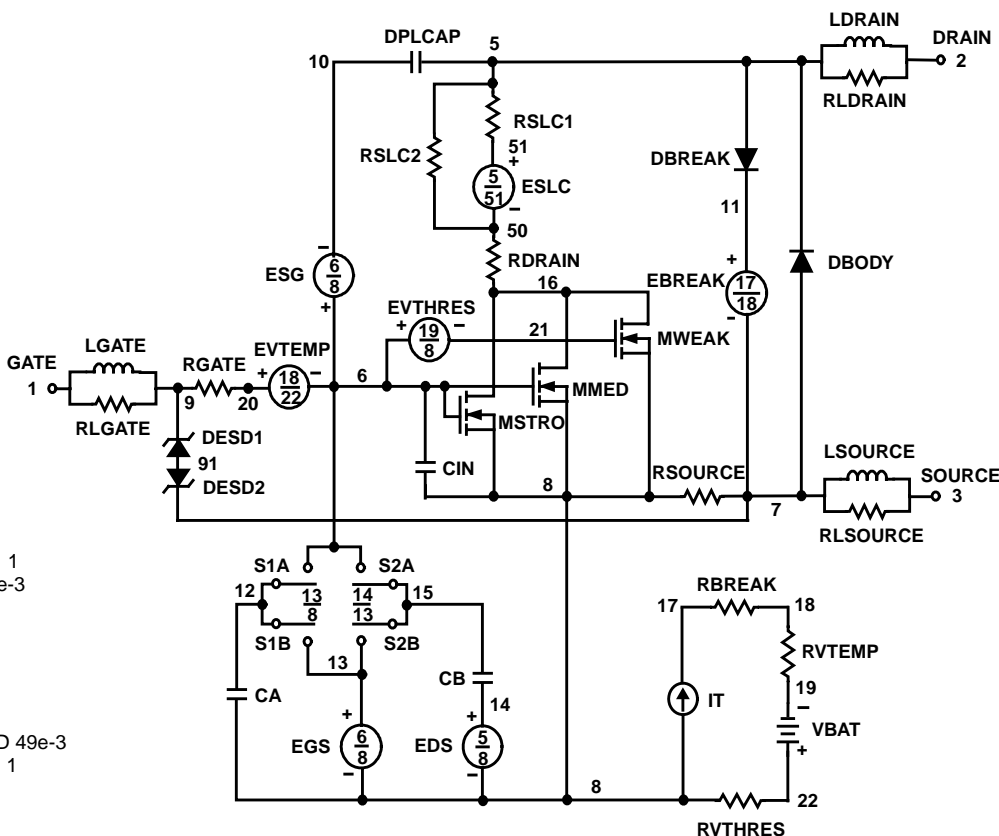 LDRAIN
DPLCAP 5 DRAIN
10 2
RLDRAIN
RSLC1
RSLC2 51
+
5
51
ESLC
−
DBREAK
50
11
−
6
8
ESG
+
RDRAIN
16
+
EBREAK 17
18
−
DBODY
EVTHRES
+ 19
8 −
21
MWEAK
LGATE
GATE
1
RLGATE
RGATE
9 20
EVTEMP
+ 18
22 −
6
MMED
MSTRO
DESD1
91
DESD2
CIN
8
RSOURCE
7
LSOURCE
SOURCE
3
RLSOURCE
1
e-3
S1A S2A
12 13
8
14
13
15
S1B S2B
13
CA
CB
14
+
EGS 6
8
−
+
EDS 5
8
−
D 49e-3
1
8
RBREAK
17 18
RVTEMP
19
−
IT
VBAT
+
22
RVTHRES